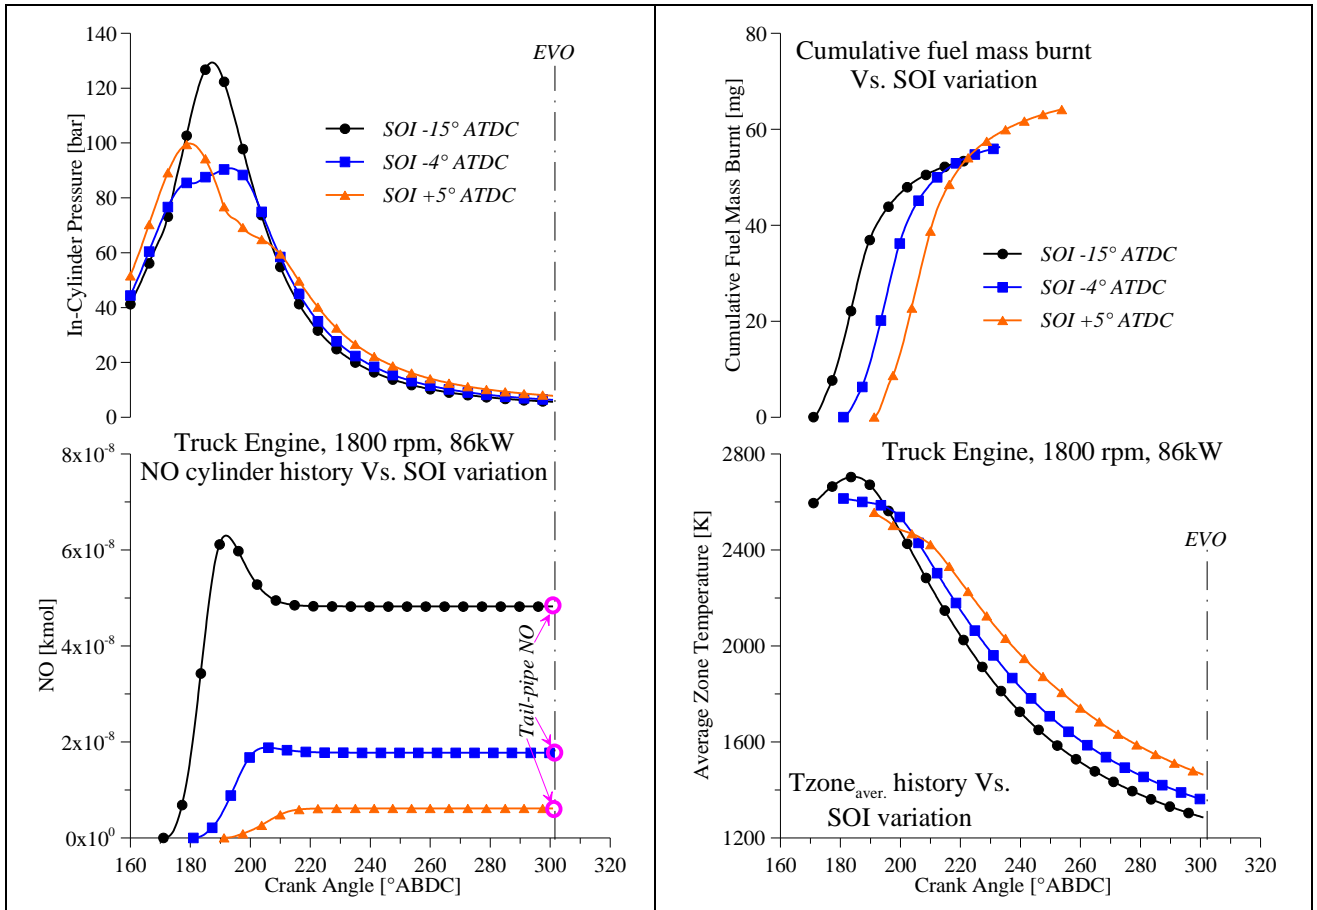 140
120
100
80
60
40
20
0
In-Cylinder Pressure [bar]
EVO
SOI -15° ATDC
SOI -4° ATDC
SOI +5° ATDC
Truck Engine, 1800 rpm, 86kW
NO cylinder history Vs. SOI variation
8x10⁻⁸
6x10⁻⁸
4x10⁻⁸
2x10⁻⁸
0x10⁰
NO [kmol]
Tail-pipe NO
160 180 200 220 240 260 280 300 320
Crank Angle [°ABDC]
80
60
40
20
0
Cumulative Fuel Mass Burnt [mg]
Cumulative fuel mass burnt
Vs. SOI variation
SOI -15° ATDC
SOI -4° ATDC
SOI +5° ATDC
Truck Engine, 1800 rpm, 86kW
2800
2400
2000
1600
1200
Average Zone Temperature [K]
EVO
Tzoneaver. history Vs.
SOI variation
160 180 200 220 240 260 280 300 320
Crank Angle [°ABDC]